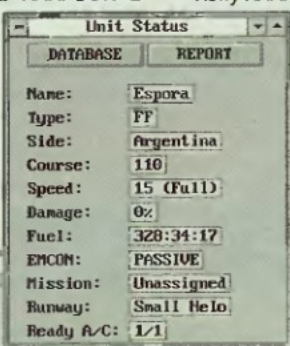 Unit Status
DATABASE REPORT
Name: Espora
Type: FF
Side: Argentina
Course: 110
Speed: 15 (Full)
Damage: 0%
Fuel: 328:34:17
EMCON: PASSIVE
Mission: Unassigned
Runway: Small Helo
Ready A/C: 1/1